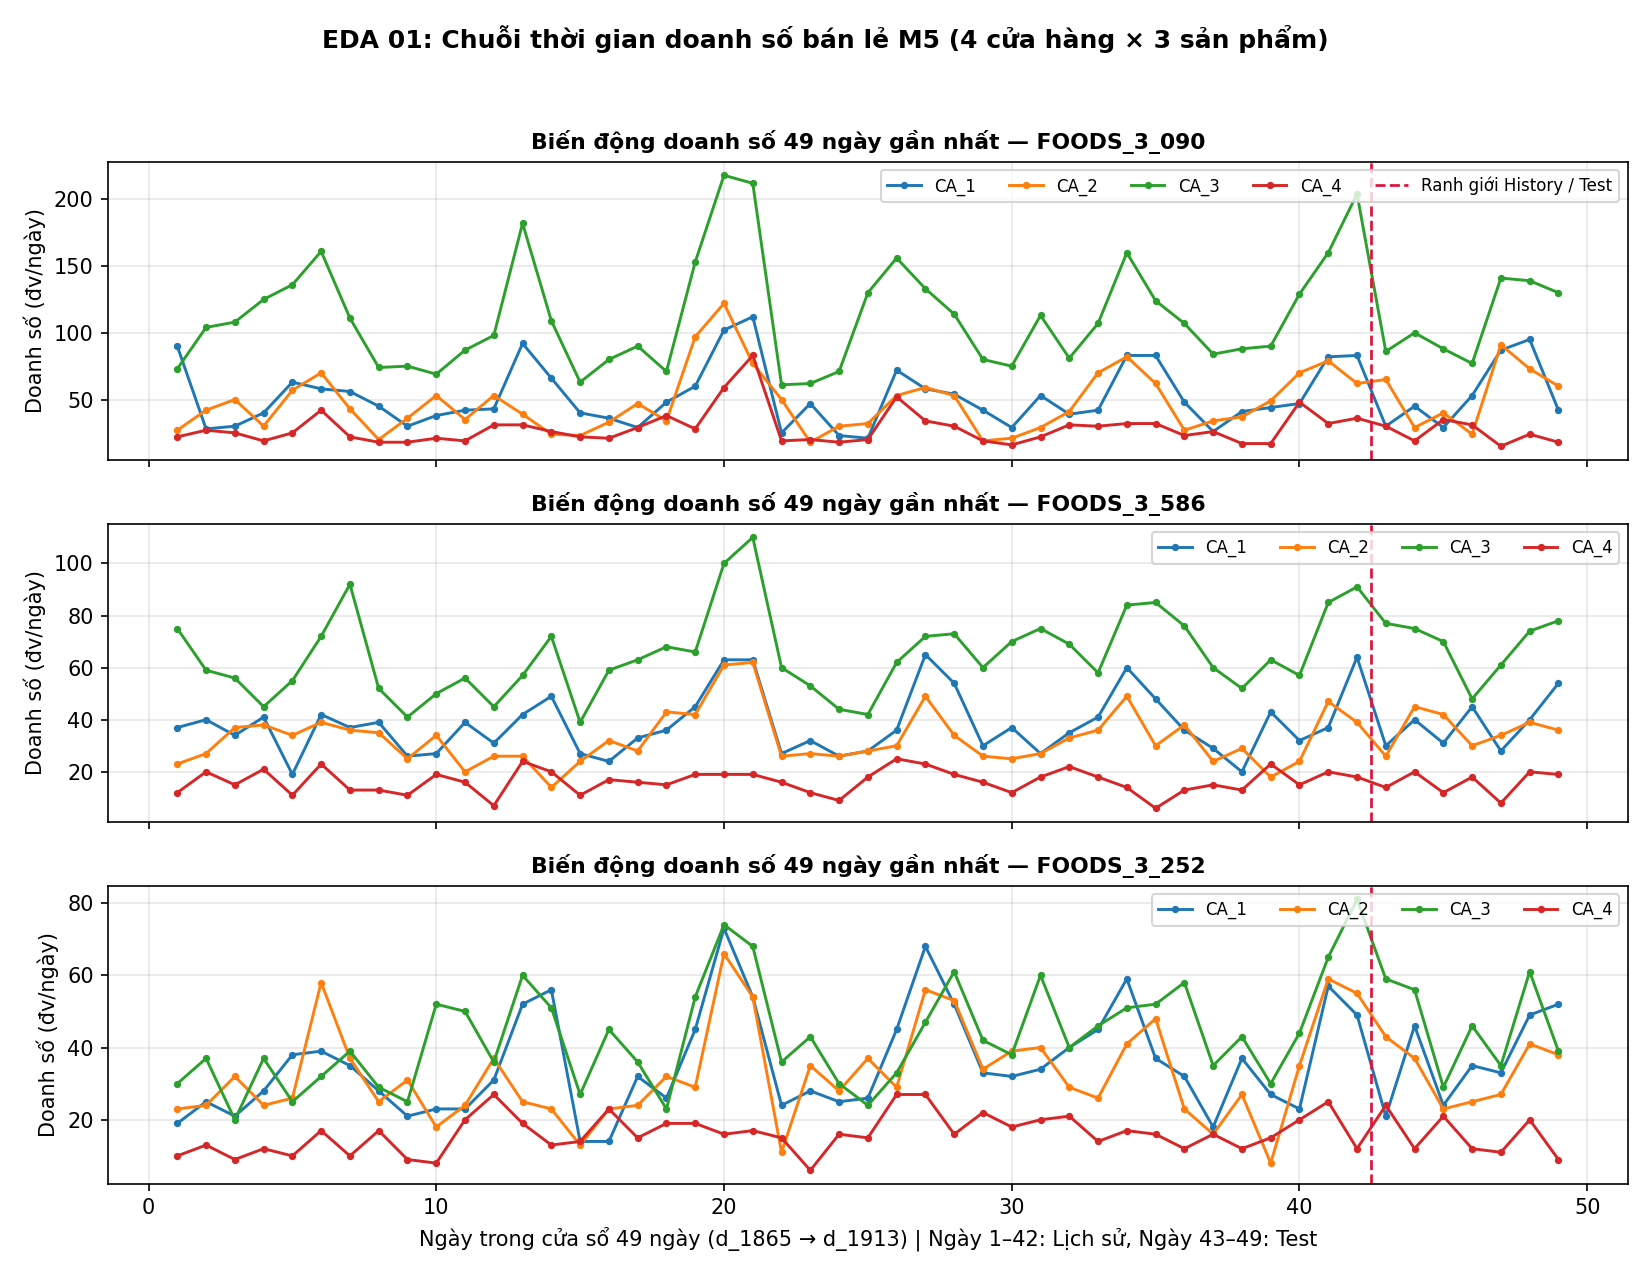 EDA 01: Chuỗi thời gian doanh số bán lẻ M5 (4 cửa hàng × 3 sản phẩm)
Biến động doanh số 49 ngày gần nhất — FOODS_3_090
CA_1 CA_2 CA_3 CA_4 Ranh giới History / Test
Doanh số (đv/ngày)
200
150
100
50
Biến động doanh số 49 ngày gần nhất — FOODS_3_586
CA_1 CA_2 CA_3 CA_4
Doanh số (đv/ngày)
100
80
60
40
20
Biến động doanh số 49 ngày gần nhất — FOODS_3_252
CA_1 CA_2 CA_3 CA_4
Doanh số (đv/ngày)
80
60
40
20
0 10 20 30 40 50
Ngày trong cửa sổ 49 ngày (d_1865 → d_1913) | Ngày 1–42: Lịch sử, Ngày 43–49: Test